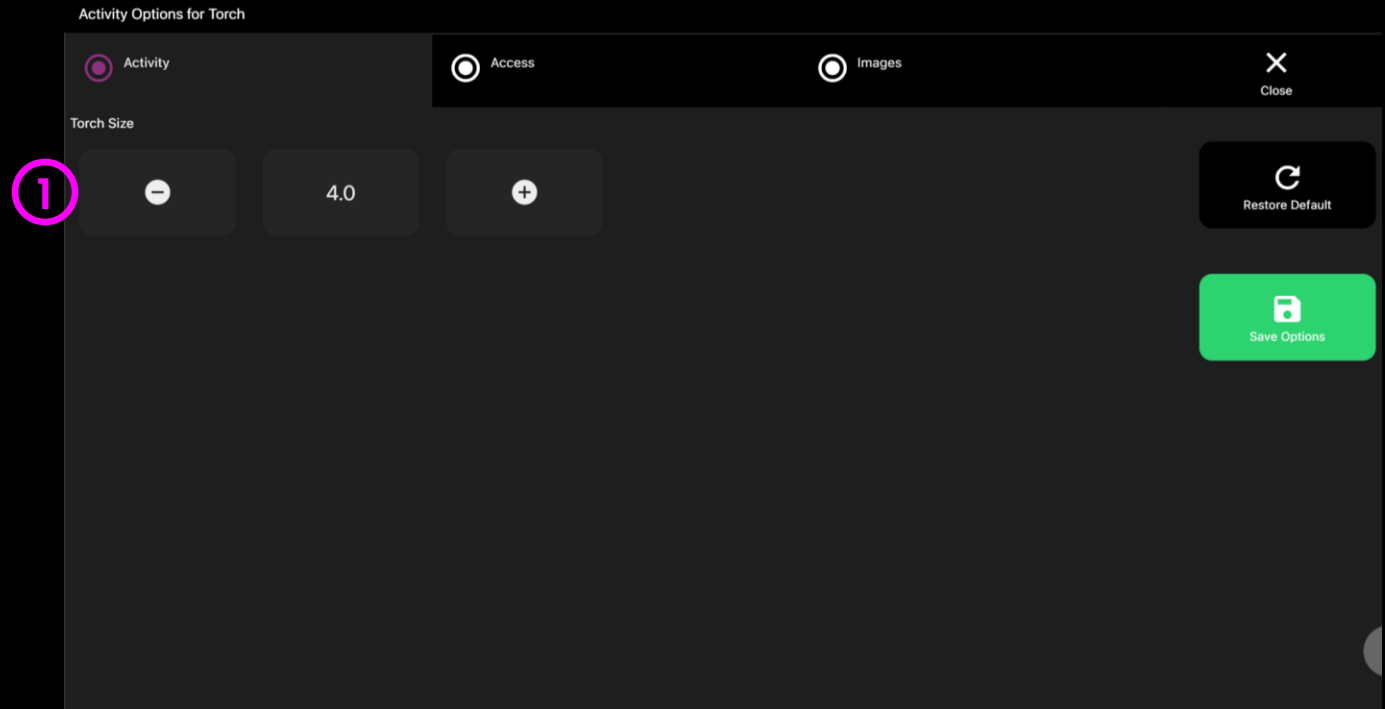 Activity Options for Torch
Activity
Access
Images
Close
Torch Size
1
4.0
Restore Default
Save Options